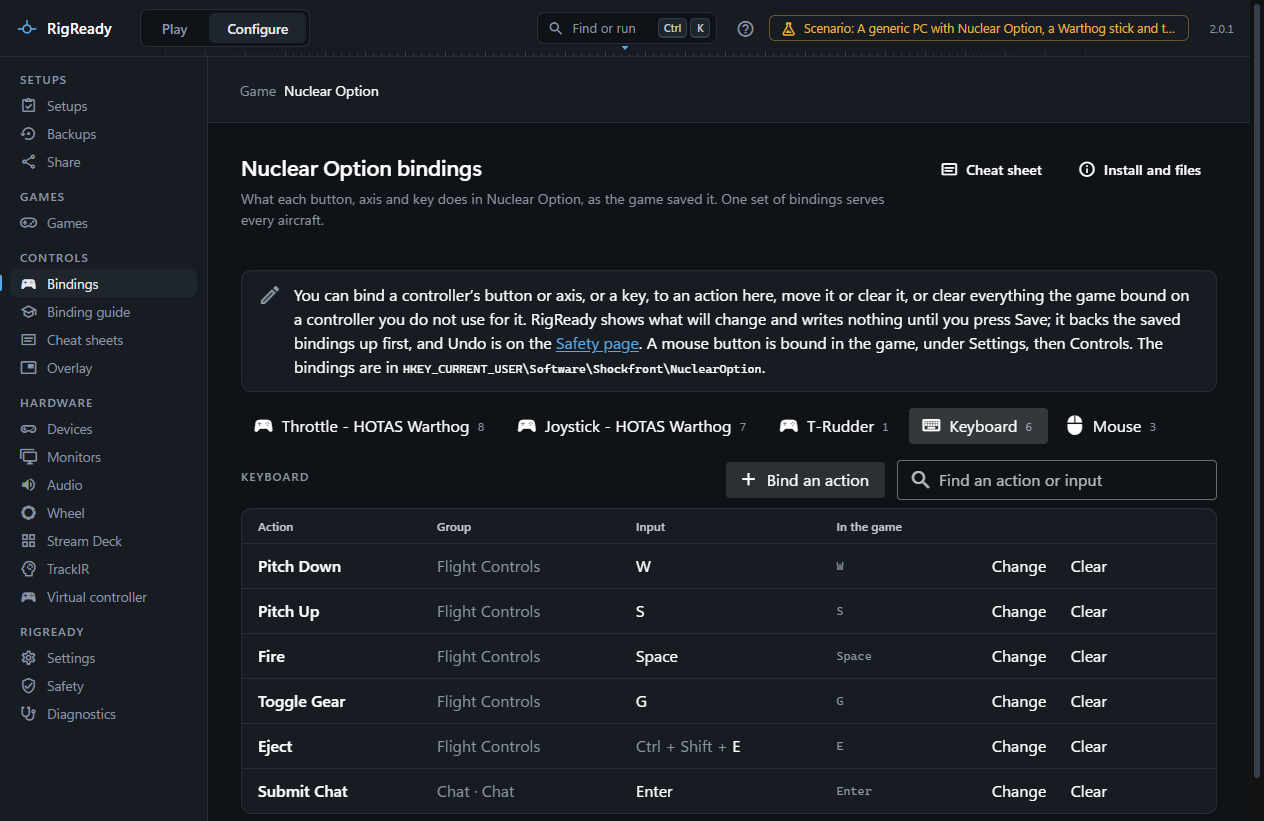 RigReady
Play
Configure
Find or run
Ctrl
K
Scenario: A generic PC with Nuclear Option, a Warthog stick and t...
2.0.1
SETUPS
Setups
Backups
Share
GAMES
Games
CONTROLS
Bindings
Binding guide
Cheat sheets
Overlay
HARDWARE
Devices
Monitors
Audio
Wheel
Stream Deck
TrackIR
Virtual controller
RIGREADY
Settings
Safety
Diagnostics
Game Nuclear Option
Nuclear Option bindings
Cheat sheet
Install and files
What each button, axis and key does in Nuclear Option, as the game saved it. One set of bindings serves
every aircraft.
You can bind a controller’s button or axis, or a key, to an action here, move it or clear it, or clear everything the game bound on
a controller you do not use for it. RigReady shows what will change and writes nothing until you press Save; it backs the saved
bindings up first, and Undo is on the Safety page. A mouse button is bound in the game, under Settings, then Controls. The
bindings are in HKEY_CURRENT_USER\Software\Shockfront\NuclearOption.
Throttle - HOTAS Warthog 8
Joystick - HOTAS Warthog 7
T-Rudder 1
Keyboard 6
Mouse 3
KEYBOARD
+ Bind an action
Find an action or input
Action Group Input In the game
Pitch Down Flight Controls W W Change Clear
Pitch Up Flight Controls S S Change Clear
Fire Flight Controls Space Space Change Clear
Toggle Gear Flight Controls G G Change Clear
Eject Flight Controls Ctrl + Shift + E E Change Clear
Submit Chat Chat · Chat Enter Enter Change Clear